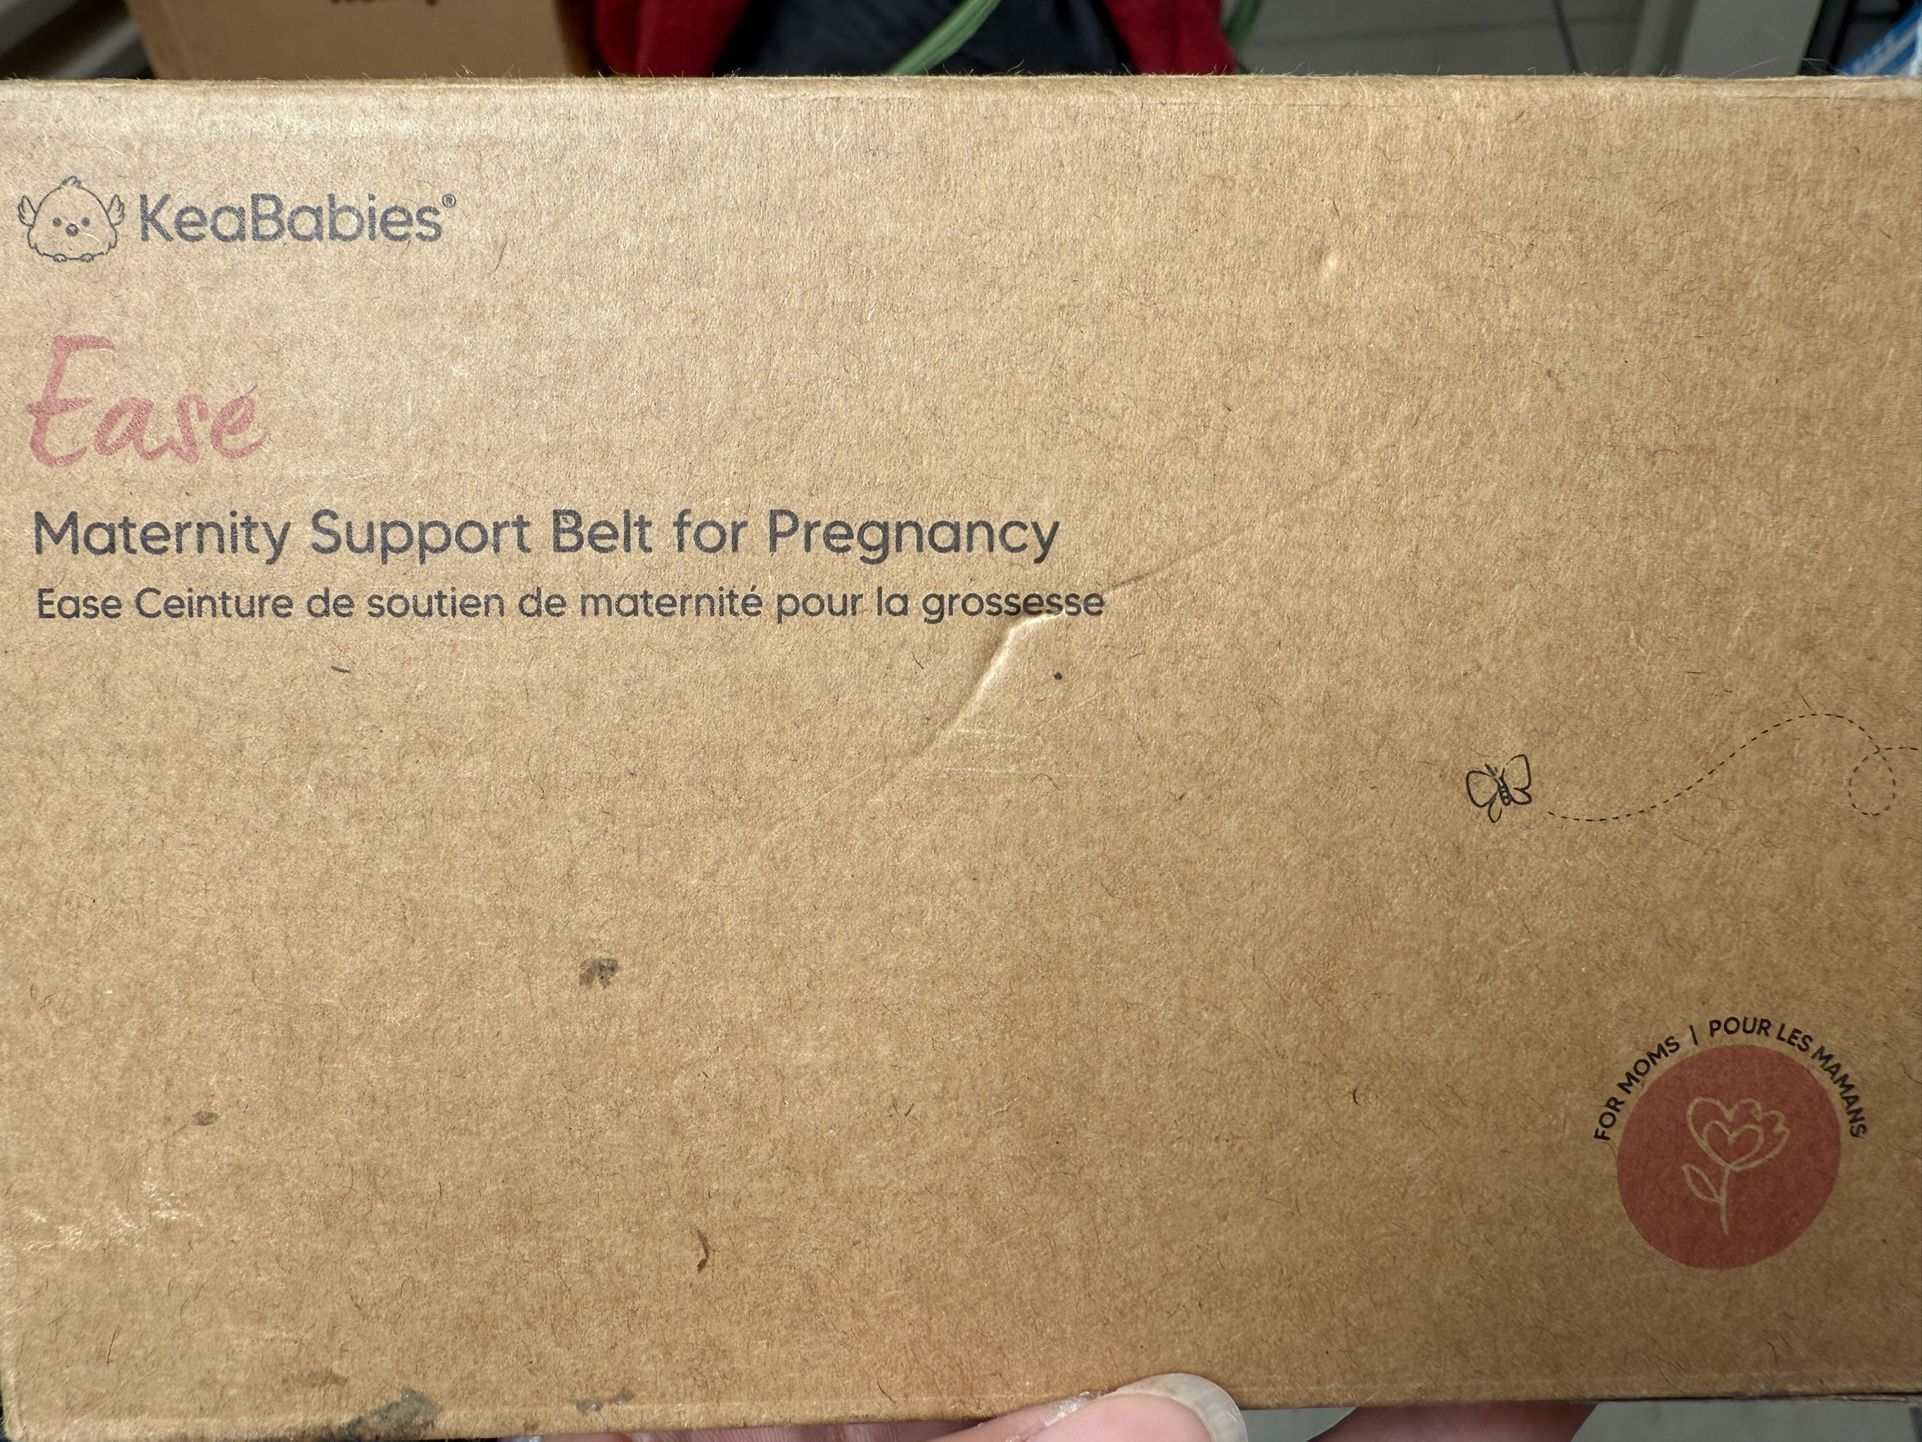 KeaBabies®
Ease
Maternity Support Belt for Pregnancy
Ease Ceinture de soutien de maternité pour la grossesse
FOR MOMS | POUR LES MAMANS